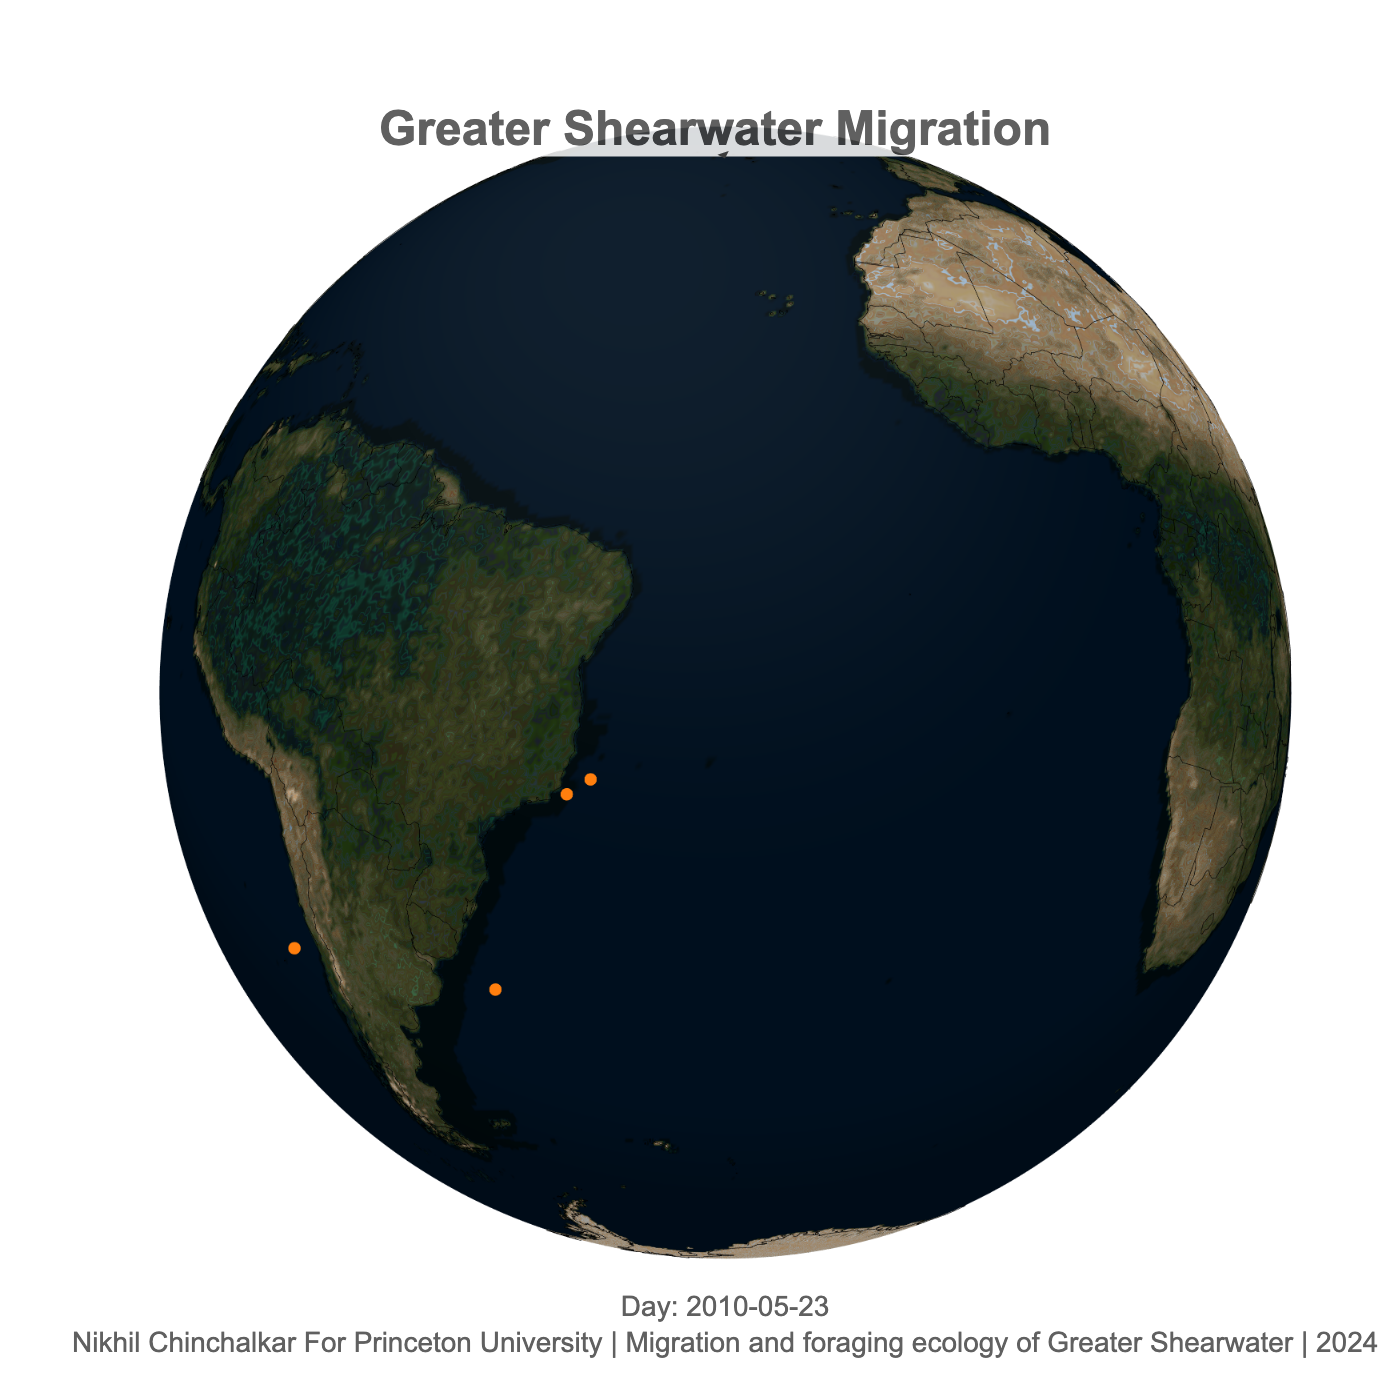 Greater Shearwater Migration
Day: 2010-05-23
Nikhil Chinchalkar For Princeton University | Migration and foraging ecology of Greater Shearwater | 2024